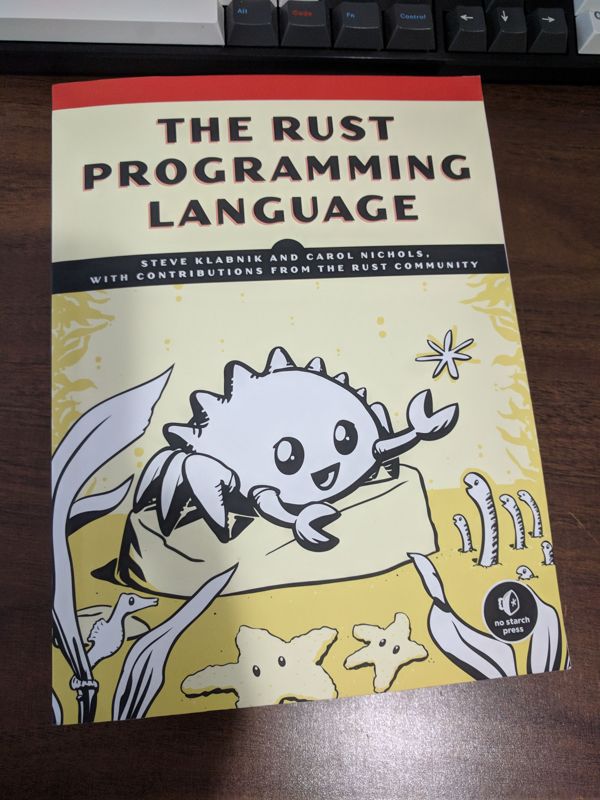 Alt Code Fn Control
THE RUST
PROGRAMMING
LANGUAGE
STEVE KLABNIK AND CAROL NICHOLS,
WITH CONTRIBUTIONS FROM THE RUST COMMUNITY
no starch
press